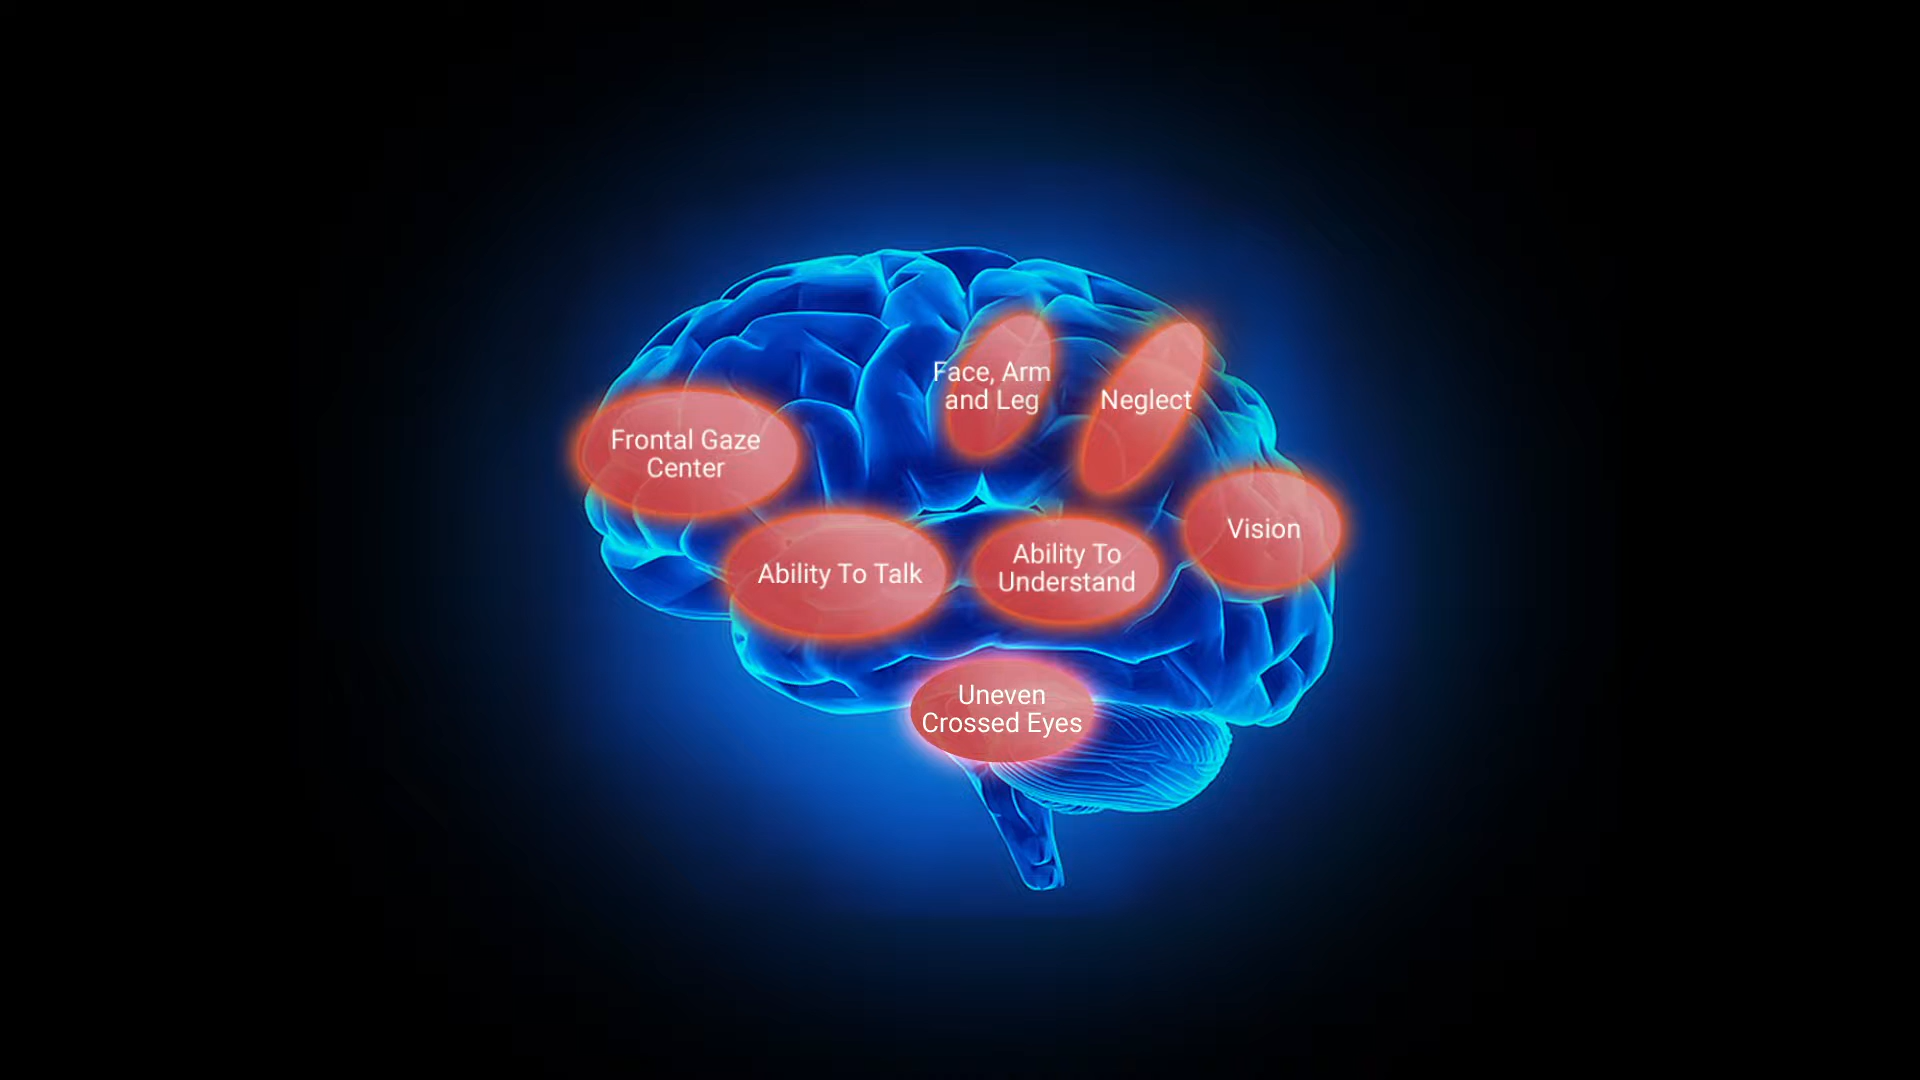 Face, Arm
and Leg
Neglect
Frontal Gaze
Center
Vision
Ability To Talk
Ability To
Understand
Uneven
Crossed Eyes